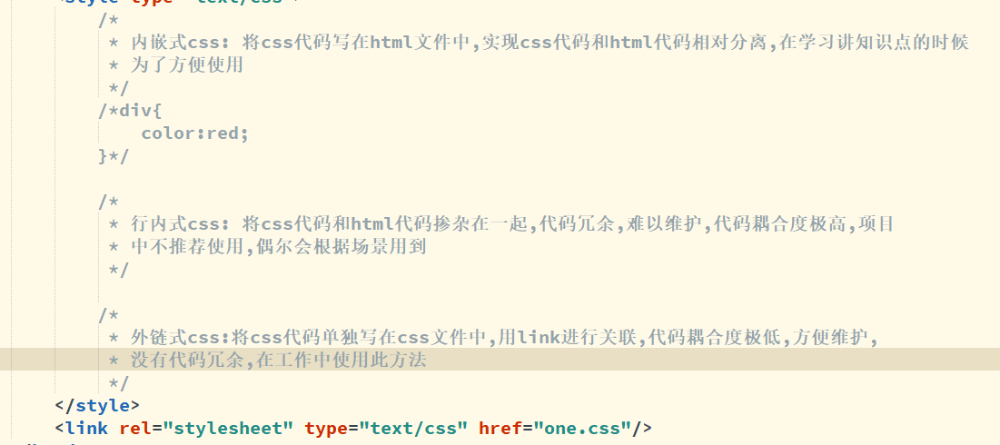 <style type="text/css">
/*
* 内嵌式css: 将css代码写在html文件中,实现css代码和html代码相对分离,在学习讲知识点的时候
* 为了方便使用
*/
/*div{
color:red;
}*/
/*
* 行内式css: 将css代码和html代码掺杂在一起,代码冗余,难以维护,代码耦合度极高,项目
* 中不推荐使用,偶尔会根据场景用到
*/
/*
* 外链式css:将css代码单独写在css文件中,用link进行关联,代码耦合度极低,方便维护,
* 没有代码冗余,在工作中使用此方法
*/
</style>
<link rel="stylesheet" type="text/css" href="one.css"/>